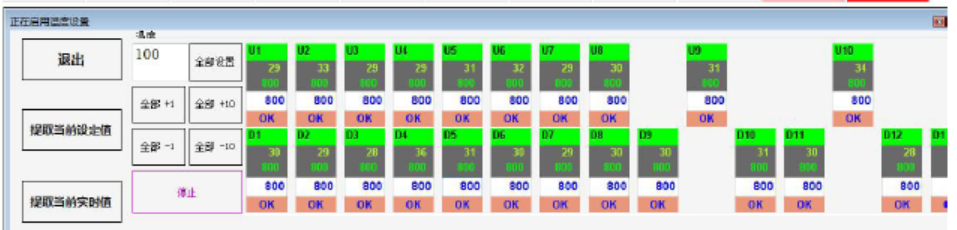 正在启用温度设置
退出
提取当前设定值
提取当前实时值
温度
100 全部设置
全部 +1 全部 +10
全部 -1 全部 -10
停止
U1 U2 U3 U4 U5 U6 U7 U8 U9 U10
29 33 29 29 31 32 29 30 31 34
800 800 800 800 800 800 800 800 800 800
800 800 800 800 800 800 800 800 800 800
OK OK OK OK OK OK OK OK OK OK
D1 D2 D3 D4 D5 D6 D7 D8 D9 D10 D11 D12
30 29 28 36 31 30 29 30 30 31 30 28
800 800 800 800 800 800 800 800 800 800 800 800
800 800 800 800 800 800 800 800 800 800 800 800
OK OK OK OK OK OK OK OK OK OK OK OK